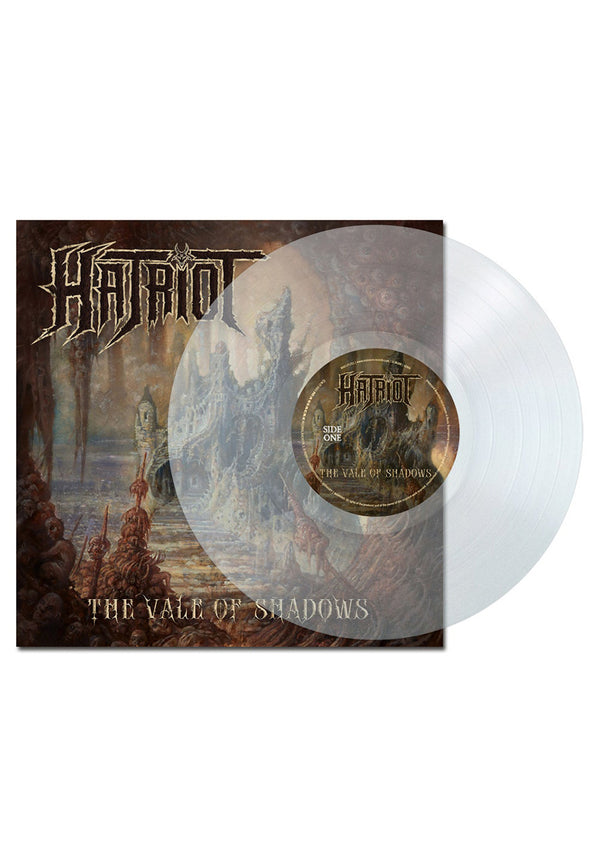 HATRIOT
HATRIOT
SIDE
ONE
THE VALE OF SHADOWS
THE VALE OF SHADOWS